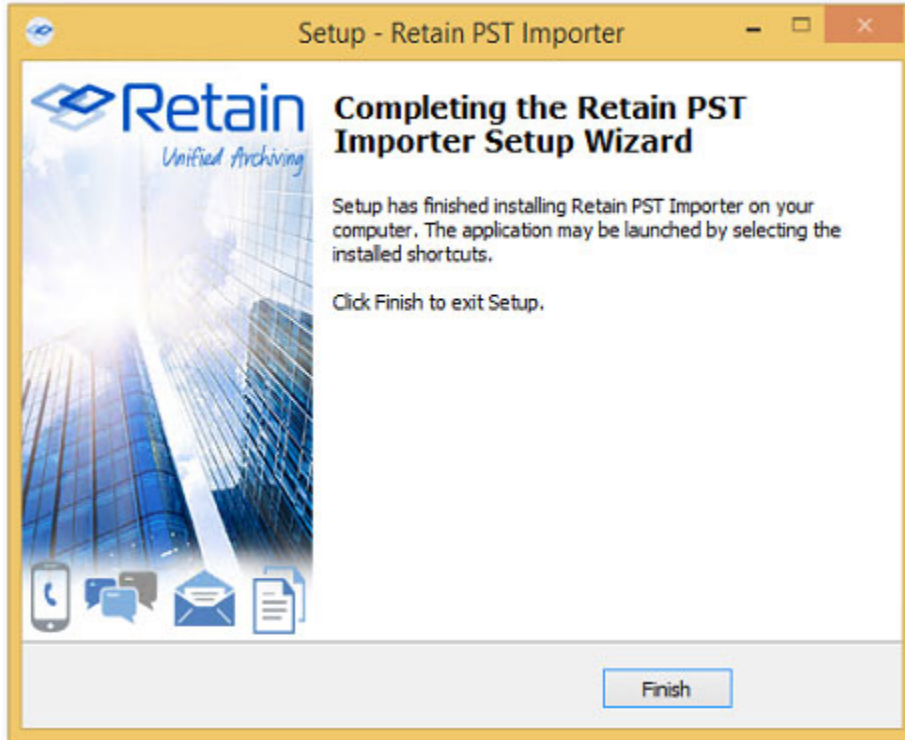 Setup - Retain PST Importer
Retain
Unified Archiving
Completing the Retain PST
Importer Setup Wizard
Setup has finished installing Retain PST Importer on your
computer. The application may be launched by selecting the
installed shortcuts.
Click Finish to exit Setup.
Finish